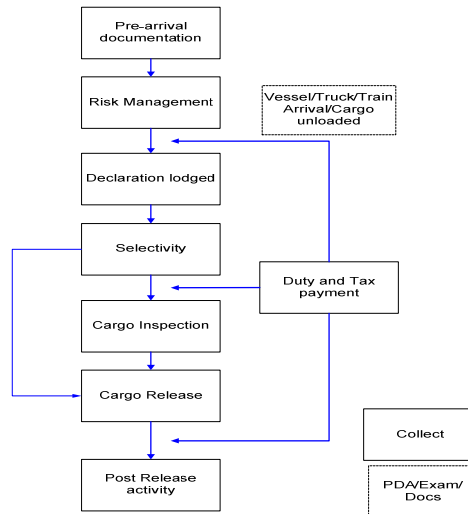 Pre-arrival
documentation
Risk Management
Vessel/Truck/Train
Arrival/Cargo
unloaded
Declaration lodged
Selectivity
Duty and Tax
payment
Cargo Inspection
Cargo Release
Collect
Post Release
activity
PDA/Exam/
Docs